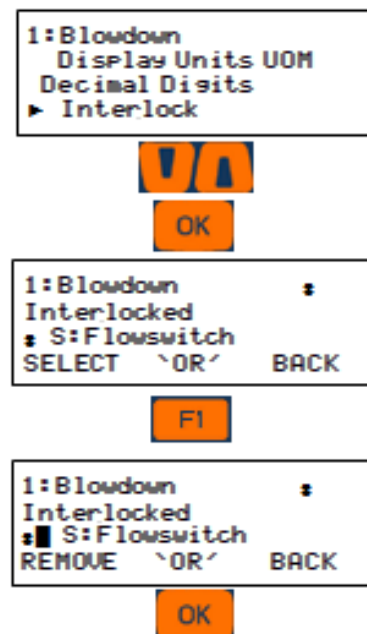 1:Blowdown
Display Units UOM
Decimal Digits
► Interlock
OK
1:Blowdown
Interlocked
S:Flowswitch
SELECT `OR´ BACK
F1
1:Blowdown
Interlocked
S:Flowswitch
REMOVE `OR´ BACK
OK